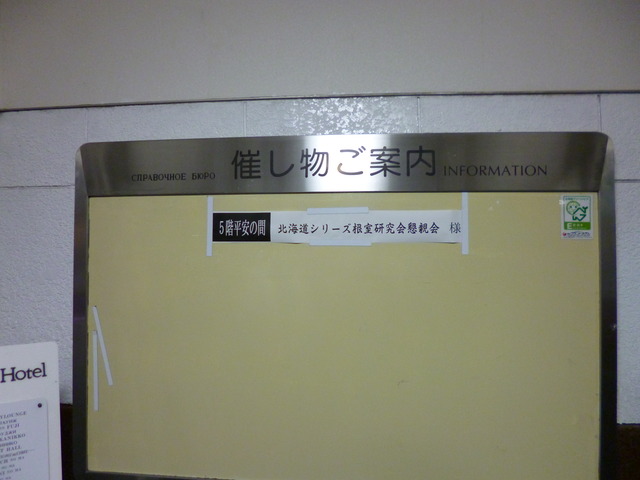 СПРАВОЧНОЕ БЮРО 催し物ご案内 INFORMATION
5階平安の間 北海道シリーズ根室研究会懇親会 様
Hotel